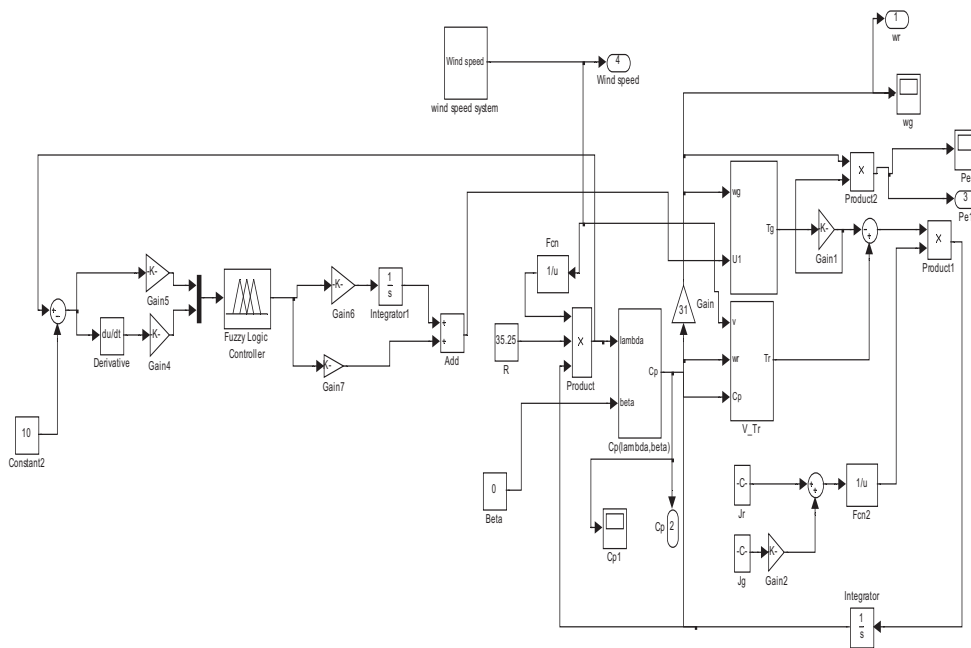 1
wr
Wind speed
4
Wind speed
wind speed system
wg
x
Product2
Pe
3
Pe1
wg
Tg
U1
-K-
Gain1
-
+
x
Product1
Fcn
1/u
-K-
Gain5
+
-
du/dt
Derivative
-K-
Gain4
Fuzzy Logic
Controller
-K-
Gain6
1
s
Integrator1
+
+
Add
K-
Gain7
35.25
R
x
Product
lambda
Cp
beta
Cp(lambda,beta)
31
Gain
v
wr
Tr
Cp
V_Tr
10
Constant2
0
Beta
Cp1
Cp
2
-C-
Jr
+
+
1/u
Fcn2
-C-
Jg
K-
Gain2
Integrator
1
s